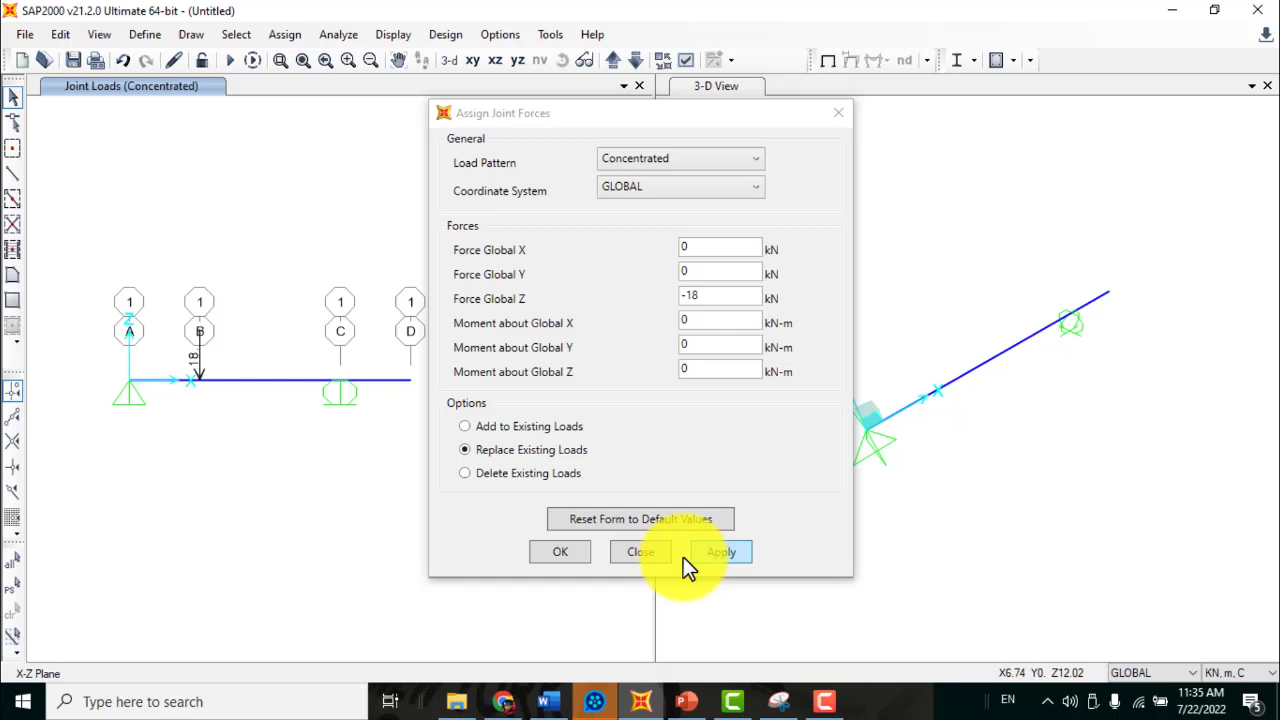 SAP2000 v21.2.0 Ultimate 64-bit - (Untitled)
File Edit View Define Draw Select Assign Analyze Display Design Options Tools Help
3-d xy xz yz nv nd
Joint Loads (Concentrated)
3-D View
Assign Joint Forces
General
Load Pattern Concentrated
Coordinate System GLOBAL
Forces
Force Global X 0 kN
Force Global Y 0 kN
Force Global Z -18 kN
Moment about Global X 0 kN-m
Moment about Global Y 0 kN-m
Moment about Global Z 0 kN-m
Options
Add to Existing Loads
Replace Existing Loads
Delete Existing Loads
Reset Form to Default Values
OK Close Apply
1 1 1 1
A B C D
Z
18
X
X
all
PS
clr
X-Z Plane
X6.74 Y0. Z12.02
GLOBAL
KN, m, C
Type here to search
EN
11:35 AM
7/22/2022
5